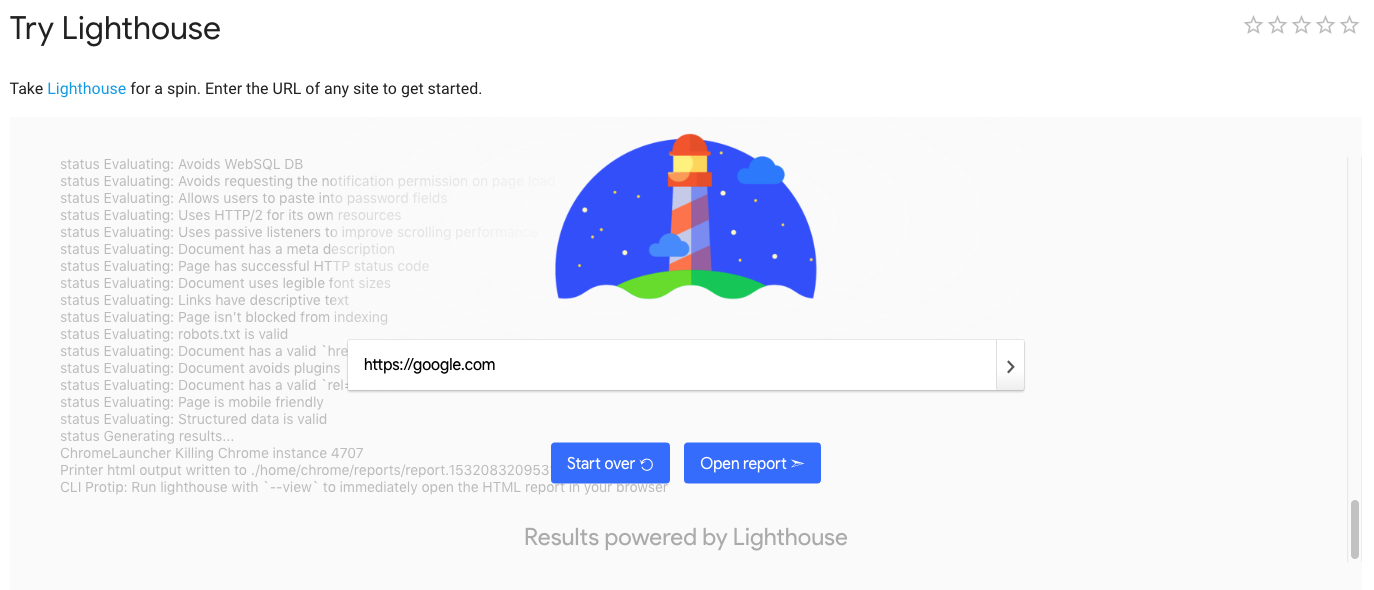 Try Lighthouse
Take Lighthouse for a spin. Enter the URL of any site to get started.
status Evaluating: Avoids WebSQL DB
status Evaluating: Avoids requesting the notification permission on page load
status Evaluating: Allows users to paste into password fields
status Evaluating: Uses HTTP/2 for its own resources
status Evaluating: Uses passive listeners to improve scrolling performance
status Evaluating: Document has a meta description
status Evaluating: Page has successful HTTP status code
status Evaluating: Document uses legible font sizes
status Evaluating: Links have descriptive text
status Evaluating: Page isn't blocked from indexing
status Evaluating: robots.txt is valid
status Evaluating: Document has a valid `hre
https://google.com
status Evaluating: Document avoids plugins
status Evaluating: Document has a valid `rel=
status Evaluating: Page is mobile friendly
status Evaluating: Structured data is valid
status Generating results...
ChromeLauncher Killing Chrome instance 4707
Printer html output written to ./home/chrome/reports/report.153208320953
Start over
Open report
CLI Protip: Run lighthouse with `--view` to immediately open the HTML report in your browser
Results powered by Lighthouse